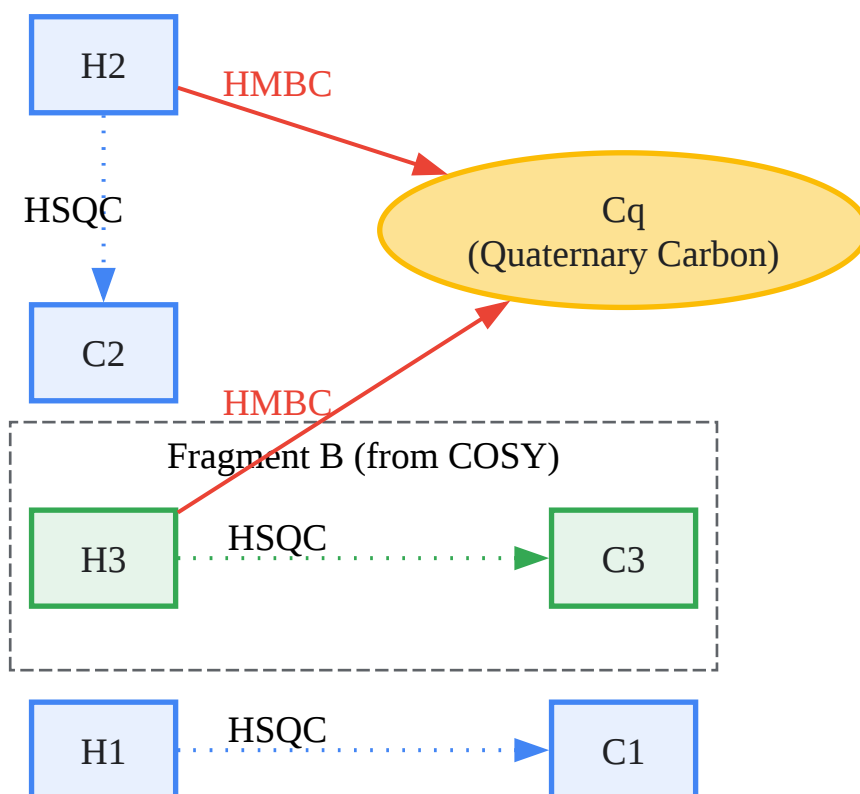 H2
HMBC
Cq
(Quaternary Carbon)
HSQC
C2
HMBC
Fragment B (from COSY)
H3
HSQC
C3
H1
HSQC
C1